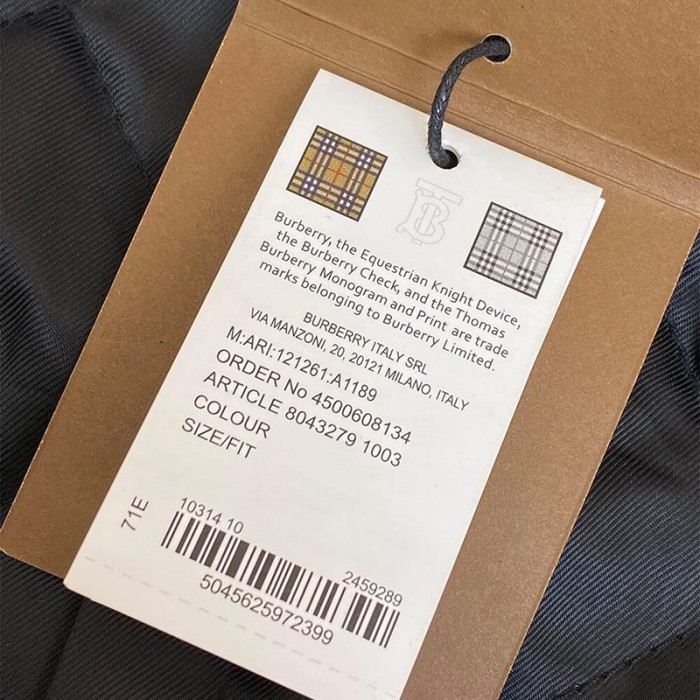 Burberry, the Equestrian Knight Device,
the Burberry Check, and the Thomas
Burberry Monogram and Print are trade
marks belonging to Burberry Limited.
BURBERRY ITALY SRL
VIA MANZONI, 20, 20121 MILANO, ITALY
M:ARI:121261:A1189
ORDER No 4500608134
ARTICLE 8043279 1003
COLOUR
SIZE/FIT
71E
10314 10
2459289
5045625972399